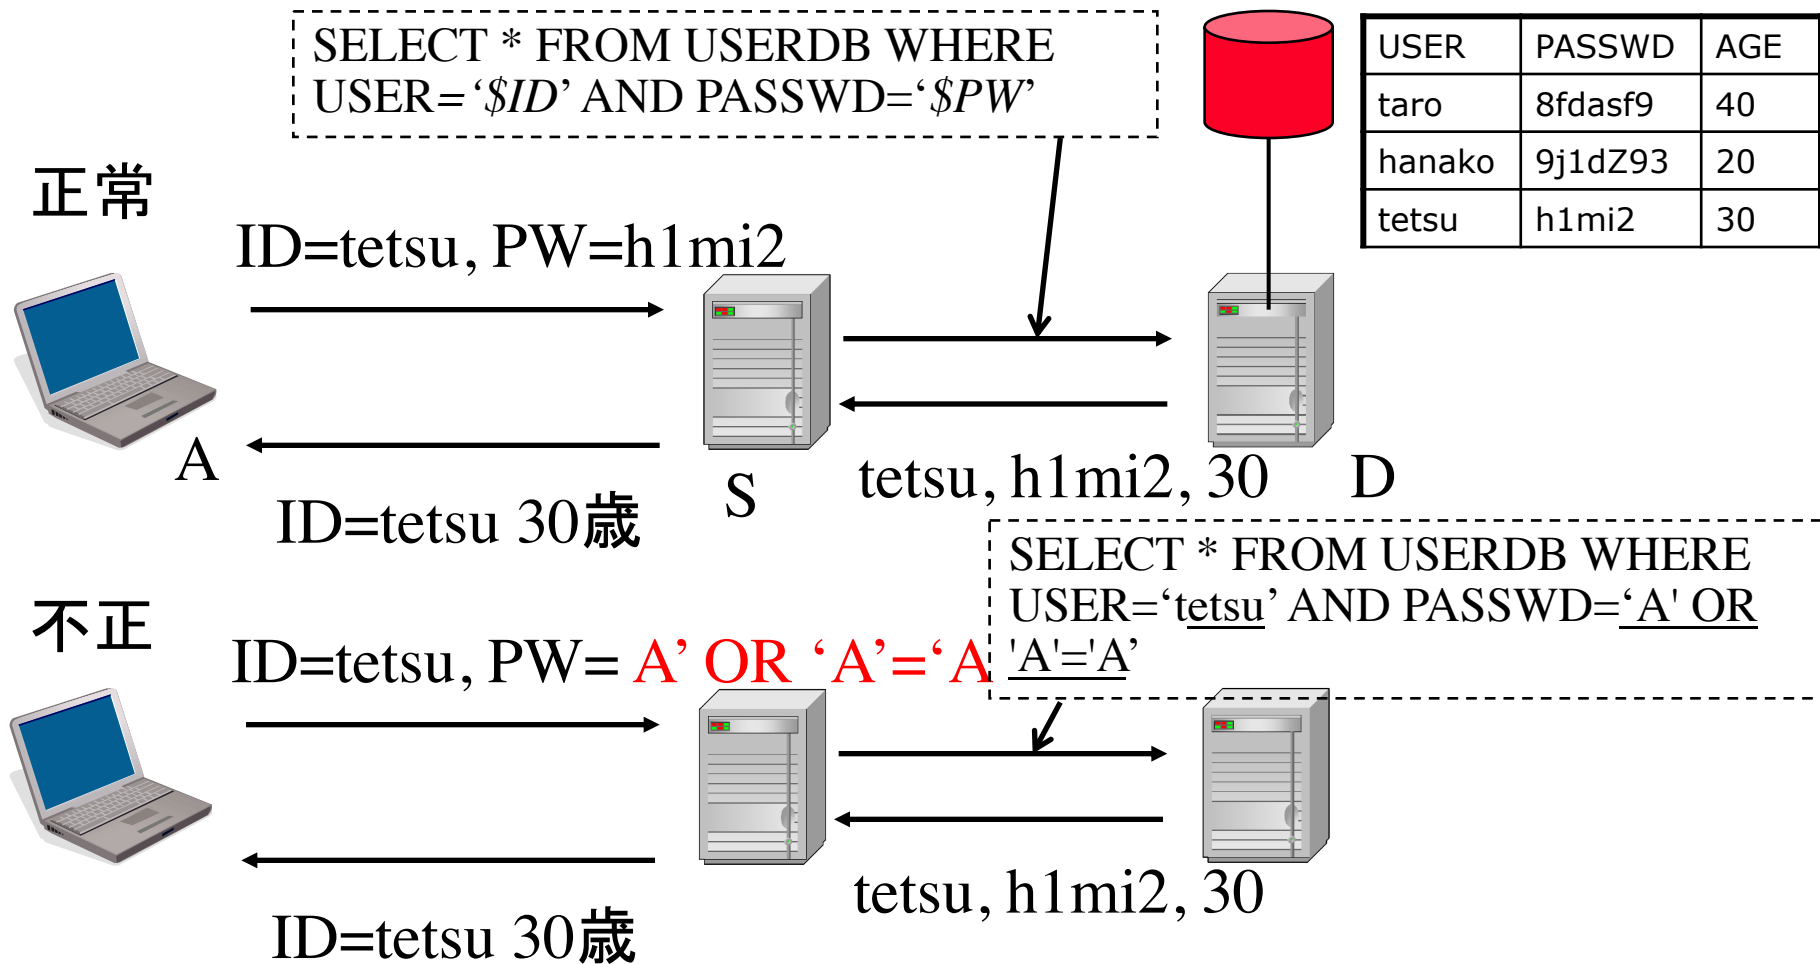 SELECT * FROM USERDB WHERE
USER=‘$ID’ AND PASSWD=‘$PW’
USER PASSWD AGE
taro 8fdasf9 40
hanako 9j1dZ93 20
tetsu h1mi2 30
正常
ID=tetsu, PW=h1mi2
A
S
D
tetsu, h1mi2, 30
ID=tetsu 30歳
SELECT * FROM USERDB WHERE
USER=‘tetsu’ AND PASSWD=‘A' OR
'A'='A’
不正
ID=tetsu, PW= A’ OR ‘A’=‘A
tetsu, h1mi2, 30
ID=tetsu 30歳